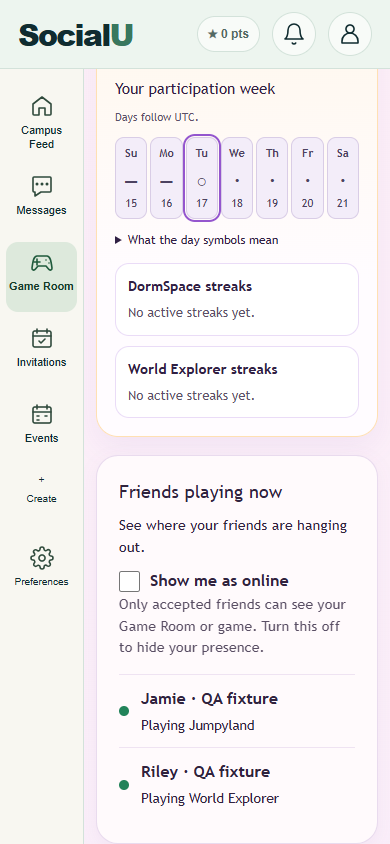 SocialU
★ 0 pts
Campus
Feed
Messages
Game Room
Invitations
Events
+
Create
Preferences
Your participation week
Days follow UTC.
Su Mo Tu We Th Fr Sa
— — ○ • • • •
15 16 17 18 19 20 21
▶ What the day symbols mean
DormSpace streaks
No active streaks yet.
World Explorer streaks
No active streaks yet.
Friends playing now
See where your friends are hanging
out.
Show me as online
Only accepted friends can see your
Game Room or game. Turn this off
to hide your presence.
Jamie · QA fixture
Playing Jumpyland
Riley · QA fixture
Playing World Explorer